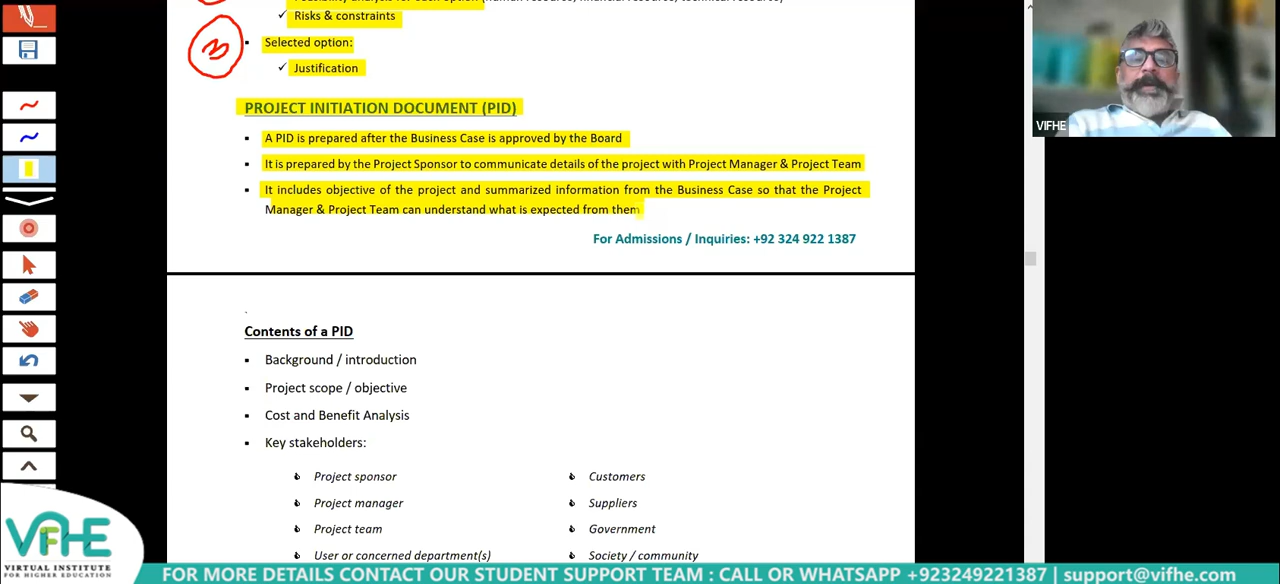 ✓ Risks & constraints
3
▪ Selected option:
✓ Justification
PROJECT INITIATION DOCUMENT (PID)
▪ A PID is prepared after the Business Case is approved by the Board
▪ It is prepared by the Project Sponsor to communicate details of the project with Project Manager & Project Team
▪ It includes objective of the project and summarized information from the Business Case so that the Project
Manager & Project Team can understand what is expected from them
For Admissions / Inquiries: +92 324 922 1387
Contents of a PID
▪ Background / introduction
▪ Project scope / objective
▪ Cost and Benefit Analysis
▪ Key stakeholders:
Project sponsor
Customers
Project manager
Suppliers
Project team
Government
User or concerned department(s)
Society / community
VIFHE
VIFHE
VIRTUAL INSTITUTE
FOR HIGHER EDUCATION
FOR MORE DETAILS CONTACT OUR STUDENT SUPPORT TEAM : CALL OR WHATSAPP +923249221387 | support@vifhe.com